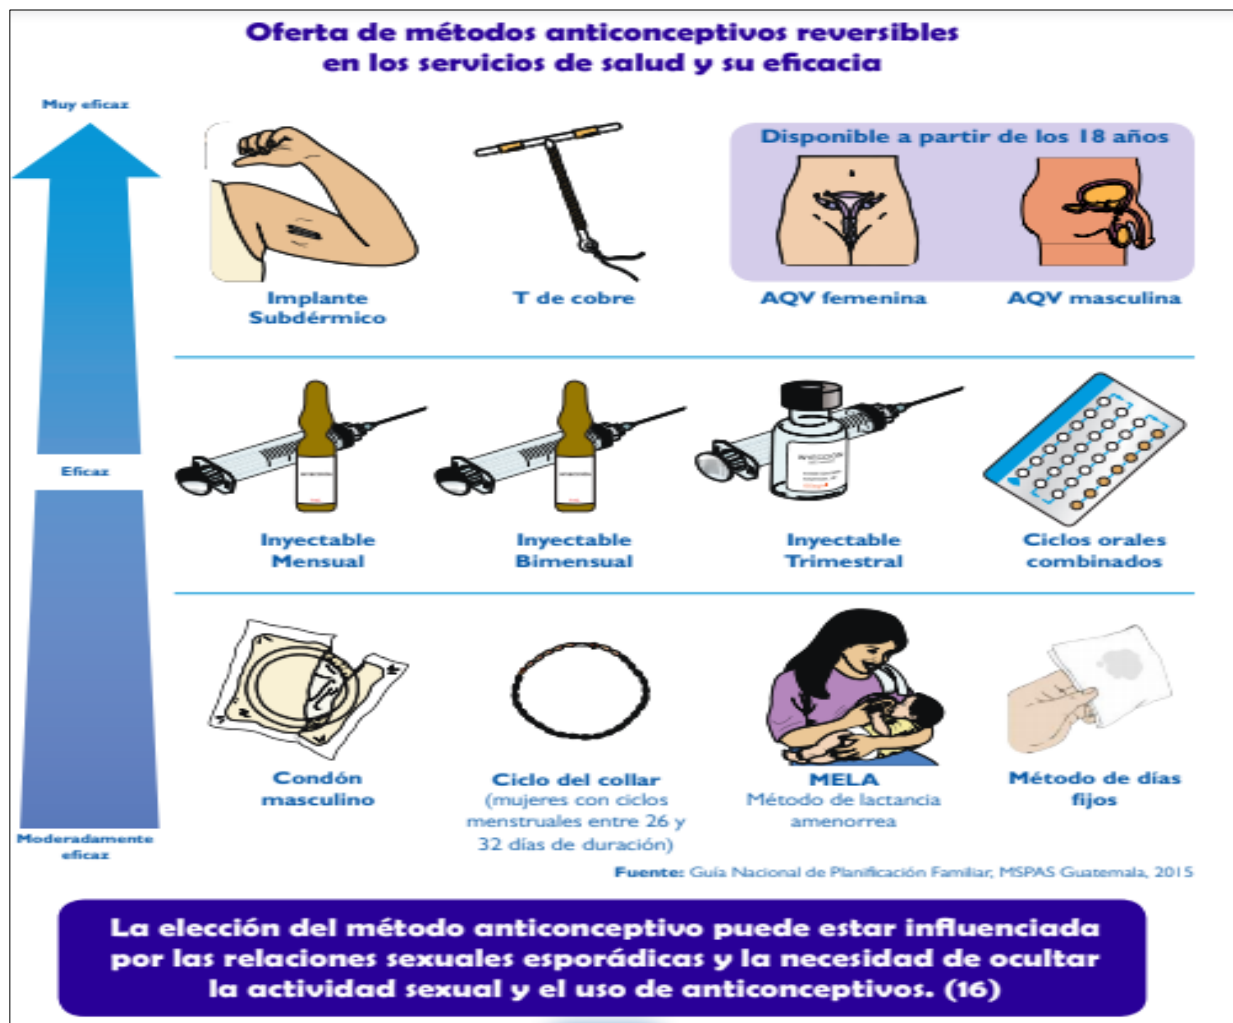 Oferta de métodos anticonceptivos reversibles
en los servicios de salud y su eficacia
Muy eficaz
Disponible a partir de los 18 años
Implante
Subdérmico
T de cobre
AQV femenina
AQV masculina
Eficaz
Inyectable
Mensual
Inyectable
Bimensual
INYECCION
Inyectable
Trimestral
Ciclos orales
combinados
Condón
masculino
Ciclo del collar
(mujeres con ciclos
menstruales entre 26 y
32 días de duración)
MELA
Método de lactancia
amenorrea
Método de días
fijos
Moderadamente
eficaz
Fuente: Guía Nacional de Planificación Familiar, MSPAS Guatemala, 2015
La elección del método anticonceptivo puede estar influenciada
por las relaciones sexuales esporádicas y la necesidad de ocultar
la actividad sexual y el uso de anticonceptivos. (16)